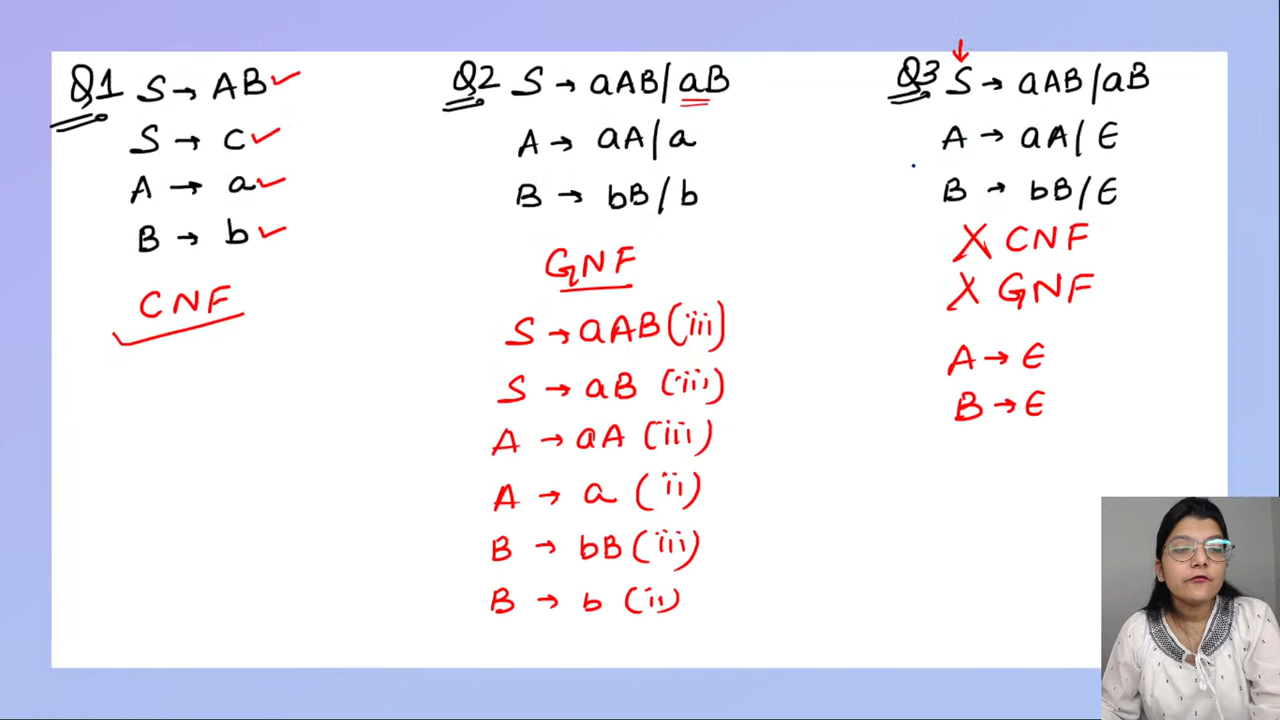 Q1 S → AB ✓
S → c ✓
A → a ✓
B → b ✓
CNF
Q2 S → aAB/aB
A → aA/a
B → bB/b
GNF
S → aAB (iii)
S → aB (iii)
A → aA (iii)
A → a (ii)
B → bB (iii)
B → b (ii)
Q3 S → aAB/aB
A → aA/Є
B → bB/Є
X CNF
X GNF
A → Є
B → Є